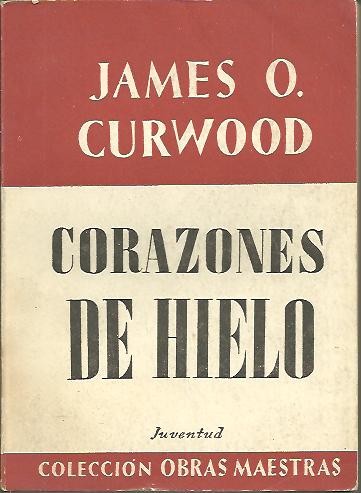 JAMES O.
CURWOOD
CORAZONES
DE HIELO
Juventud
COLECCIÓN OBRAS MAESTRAS